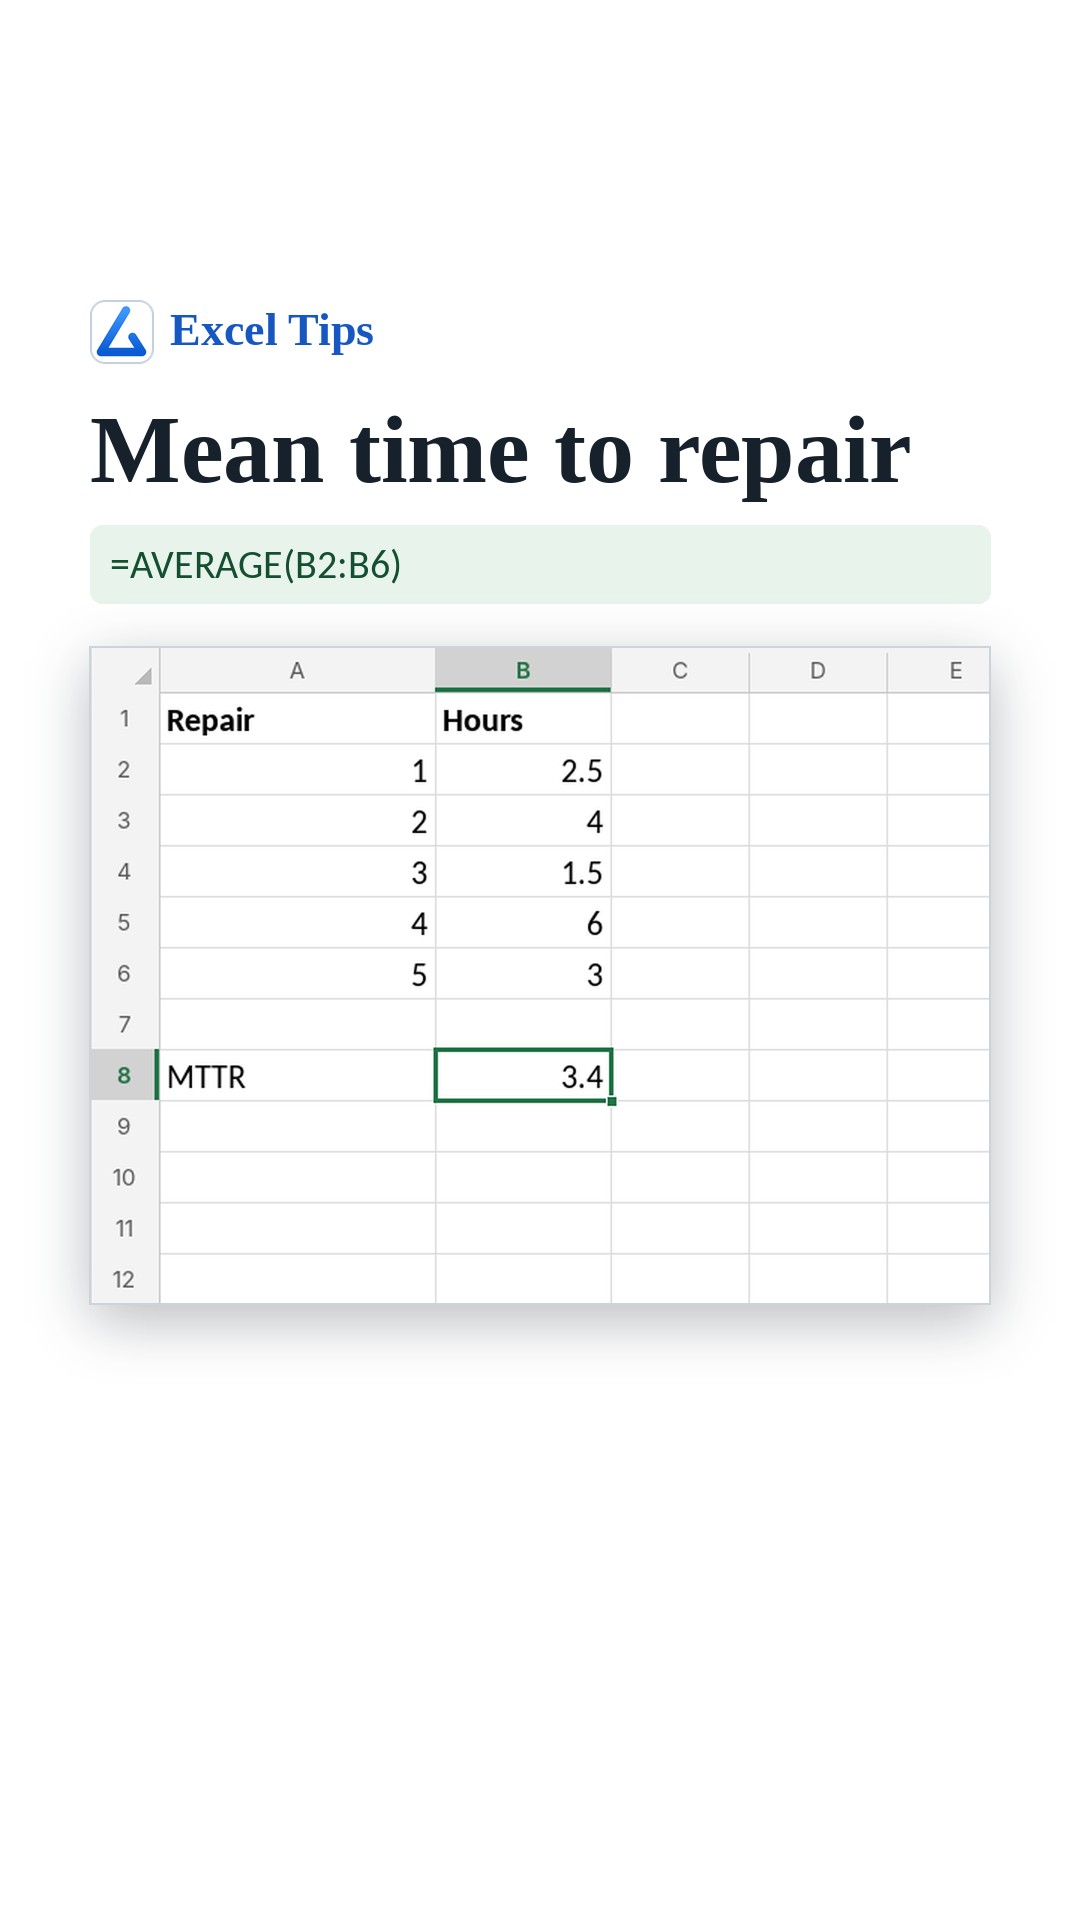 Excel Tips
Mean time to repair
=AVERAGE(B2:B6)
A B C D E
1 Repair Hours
2 1 2.5
3 2 4
4 3 1.5
5 4 6
6 5 3
7
8 MTTR 3.4
9
10
11
12